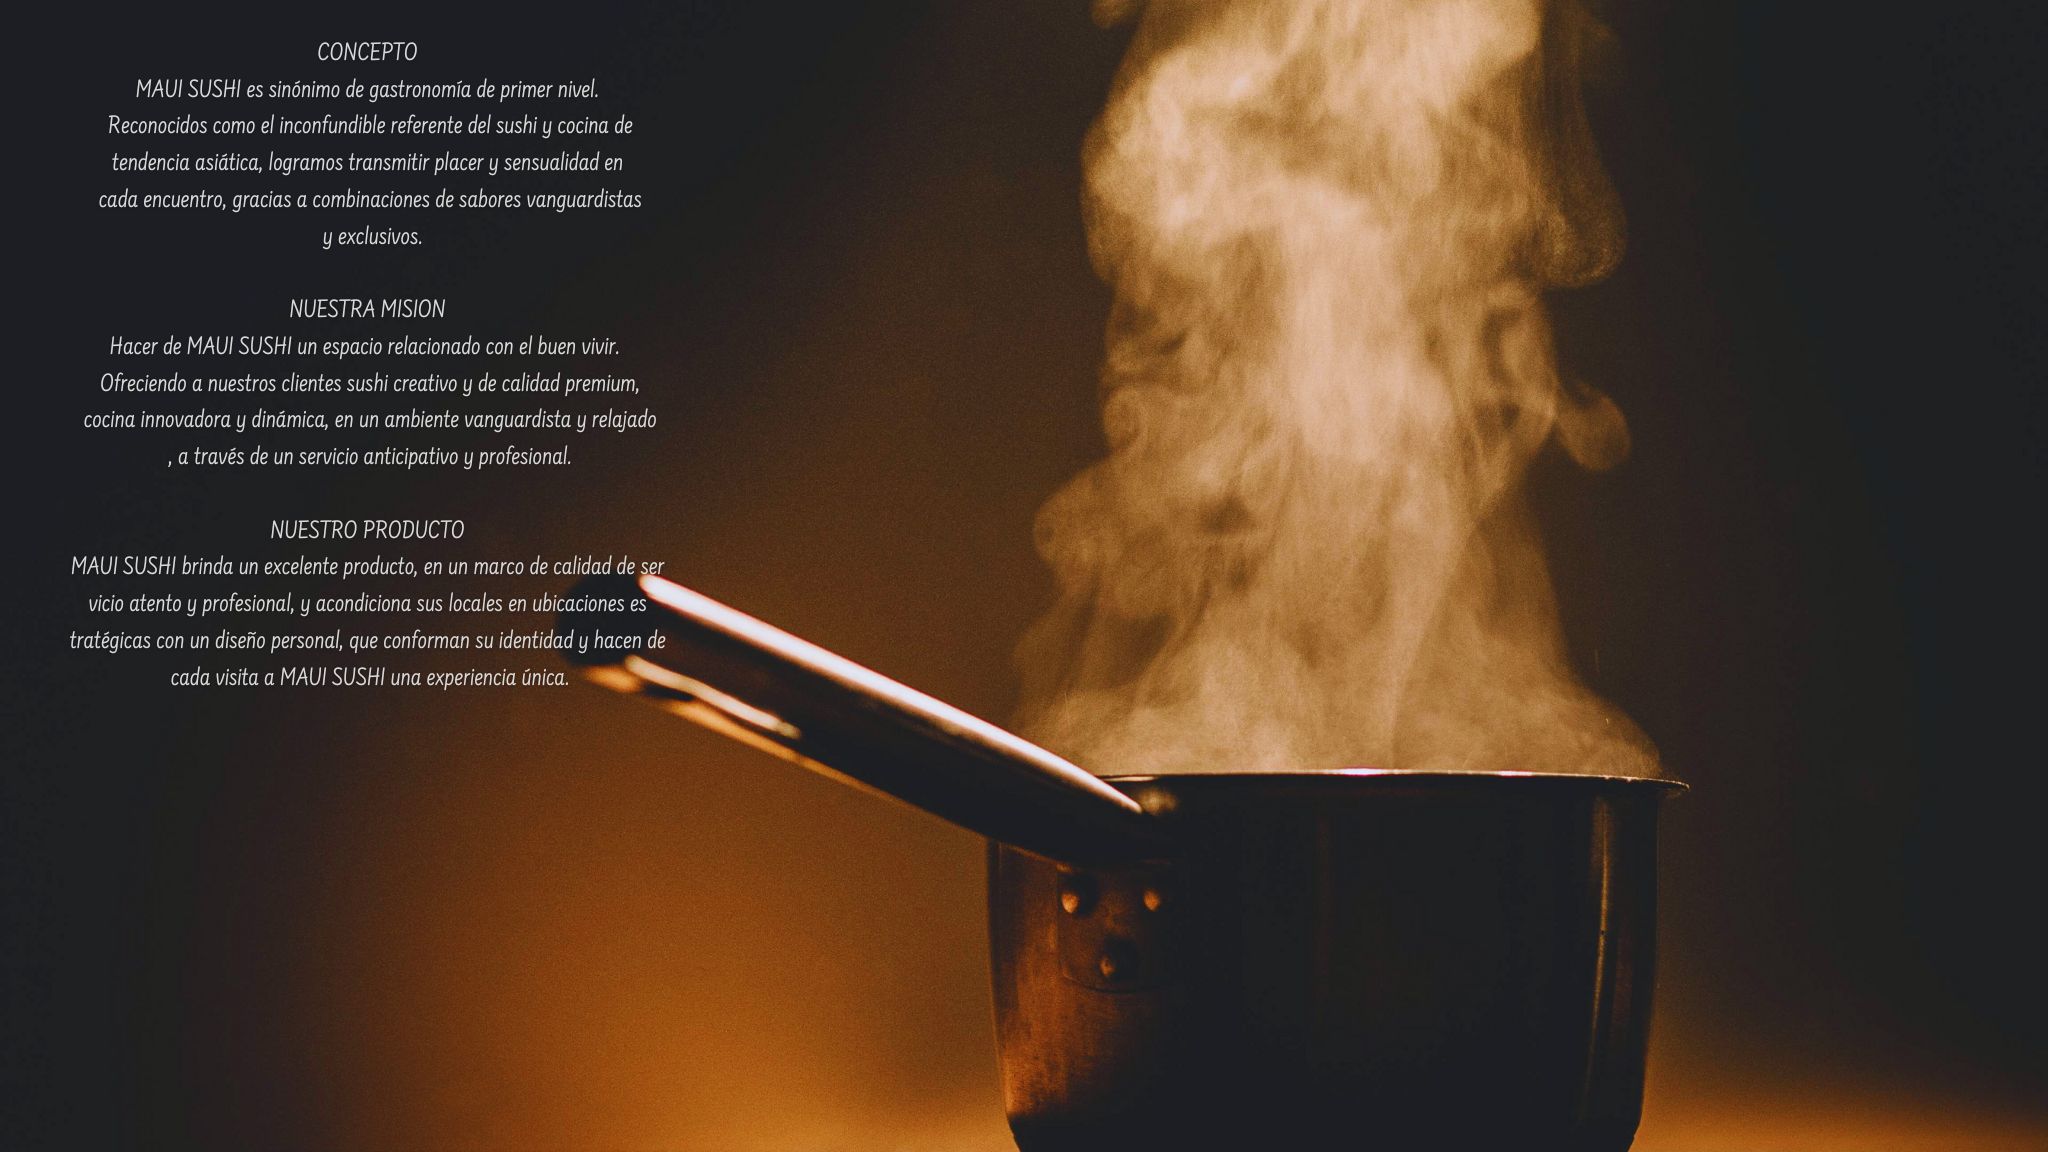 CONCEPTO
MAUI SUSHI es sinónimo de gastronomía de primer nivel.
Reconocidos como el inconfundible referente del sushi y cocina de
tendencia asiática, logramos transmitir placer y sensualidad en
cada encuentro, gracias a combinaciones de sabores vanguardistas
y exclusivos.
NUESTRA MISION
Hacer de MAUI SUSHI un espacio relacionado con el buen vivir.
Ofreciendo a nuestros clientes sushi creativo y de calidad premium,
cocina innovadora y dinámica, en un ambiente vanguardista y relajado
, a través de un servicio anticipativo y profesional.
NUESTRO PRODUCTO
MAUI SUSHI brinda un excelente producto, en un marco de calidad de ser
vicio atento y profesional, y acondiciona sus locales en ubicaciones es
tratégicas con un diseño personal, que conforman su identidad y hacen de
cada visita a MAUI SUSHI una experiencia única.